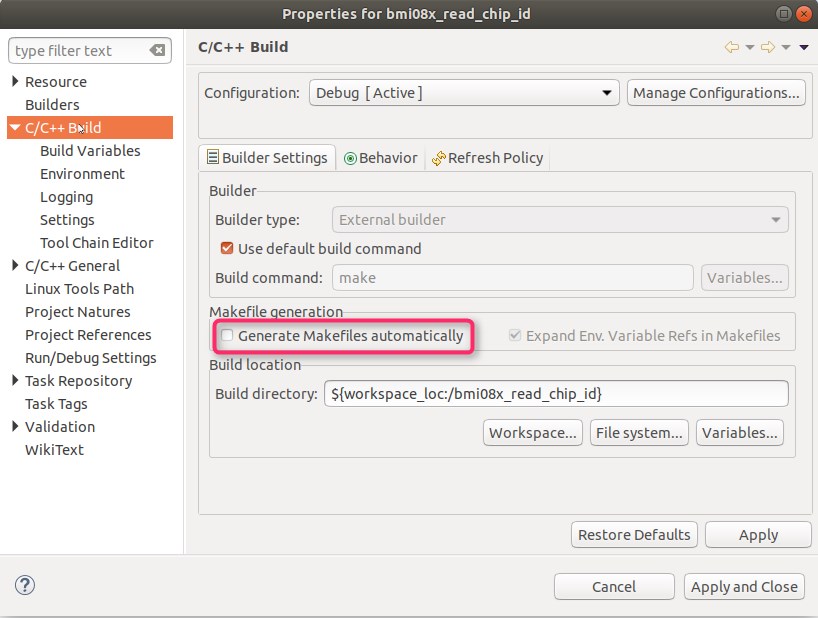 Properties for bmi08x_read_chip_id
type filter text
Resource
Builders
C/C++ Build
Build Variables
Environment
Logging
Settings
Tool Chain Editor
C/C++ General
Linux Tools Path
Project Natures
Project References
Run/Debug Settings
Task Repository
Task Tags
Validation
WikiText
C/C++ Build
Configuration: Debug [ Active ] Manage Configurations...
Builder Settings Behavior Refresh Policy
Builder
Builder type: External builder
Use default build command
Build command: make Variables...
Makefile generation
Generate Makefiles automatically Expand Env. Variable Refs in Makefiles
Build location
Build directory: ${workspace_loc:/bmi08x_read_chip_id}
Workspace... File system... Variables...
Restore Defaults Apply
? Cancel Apply and Close